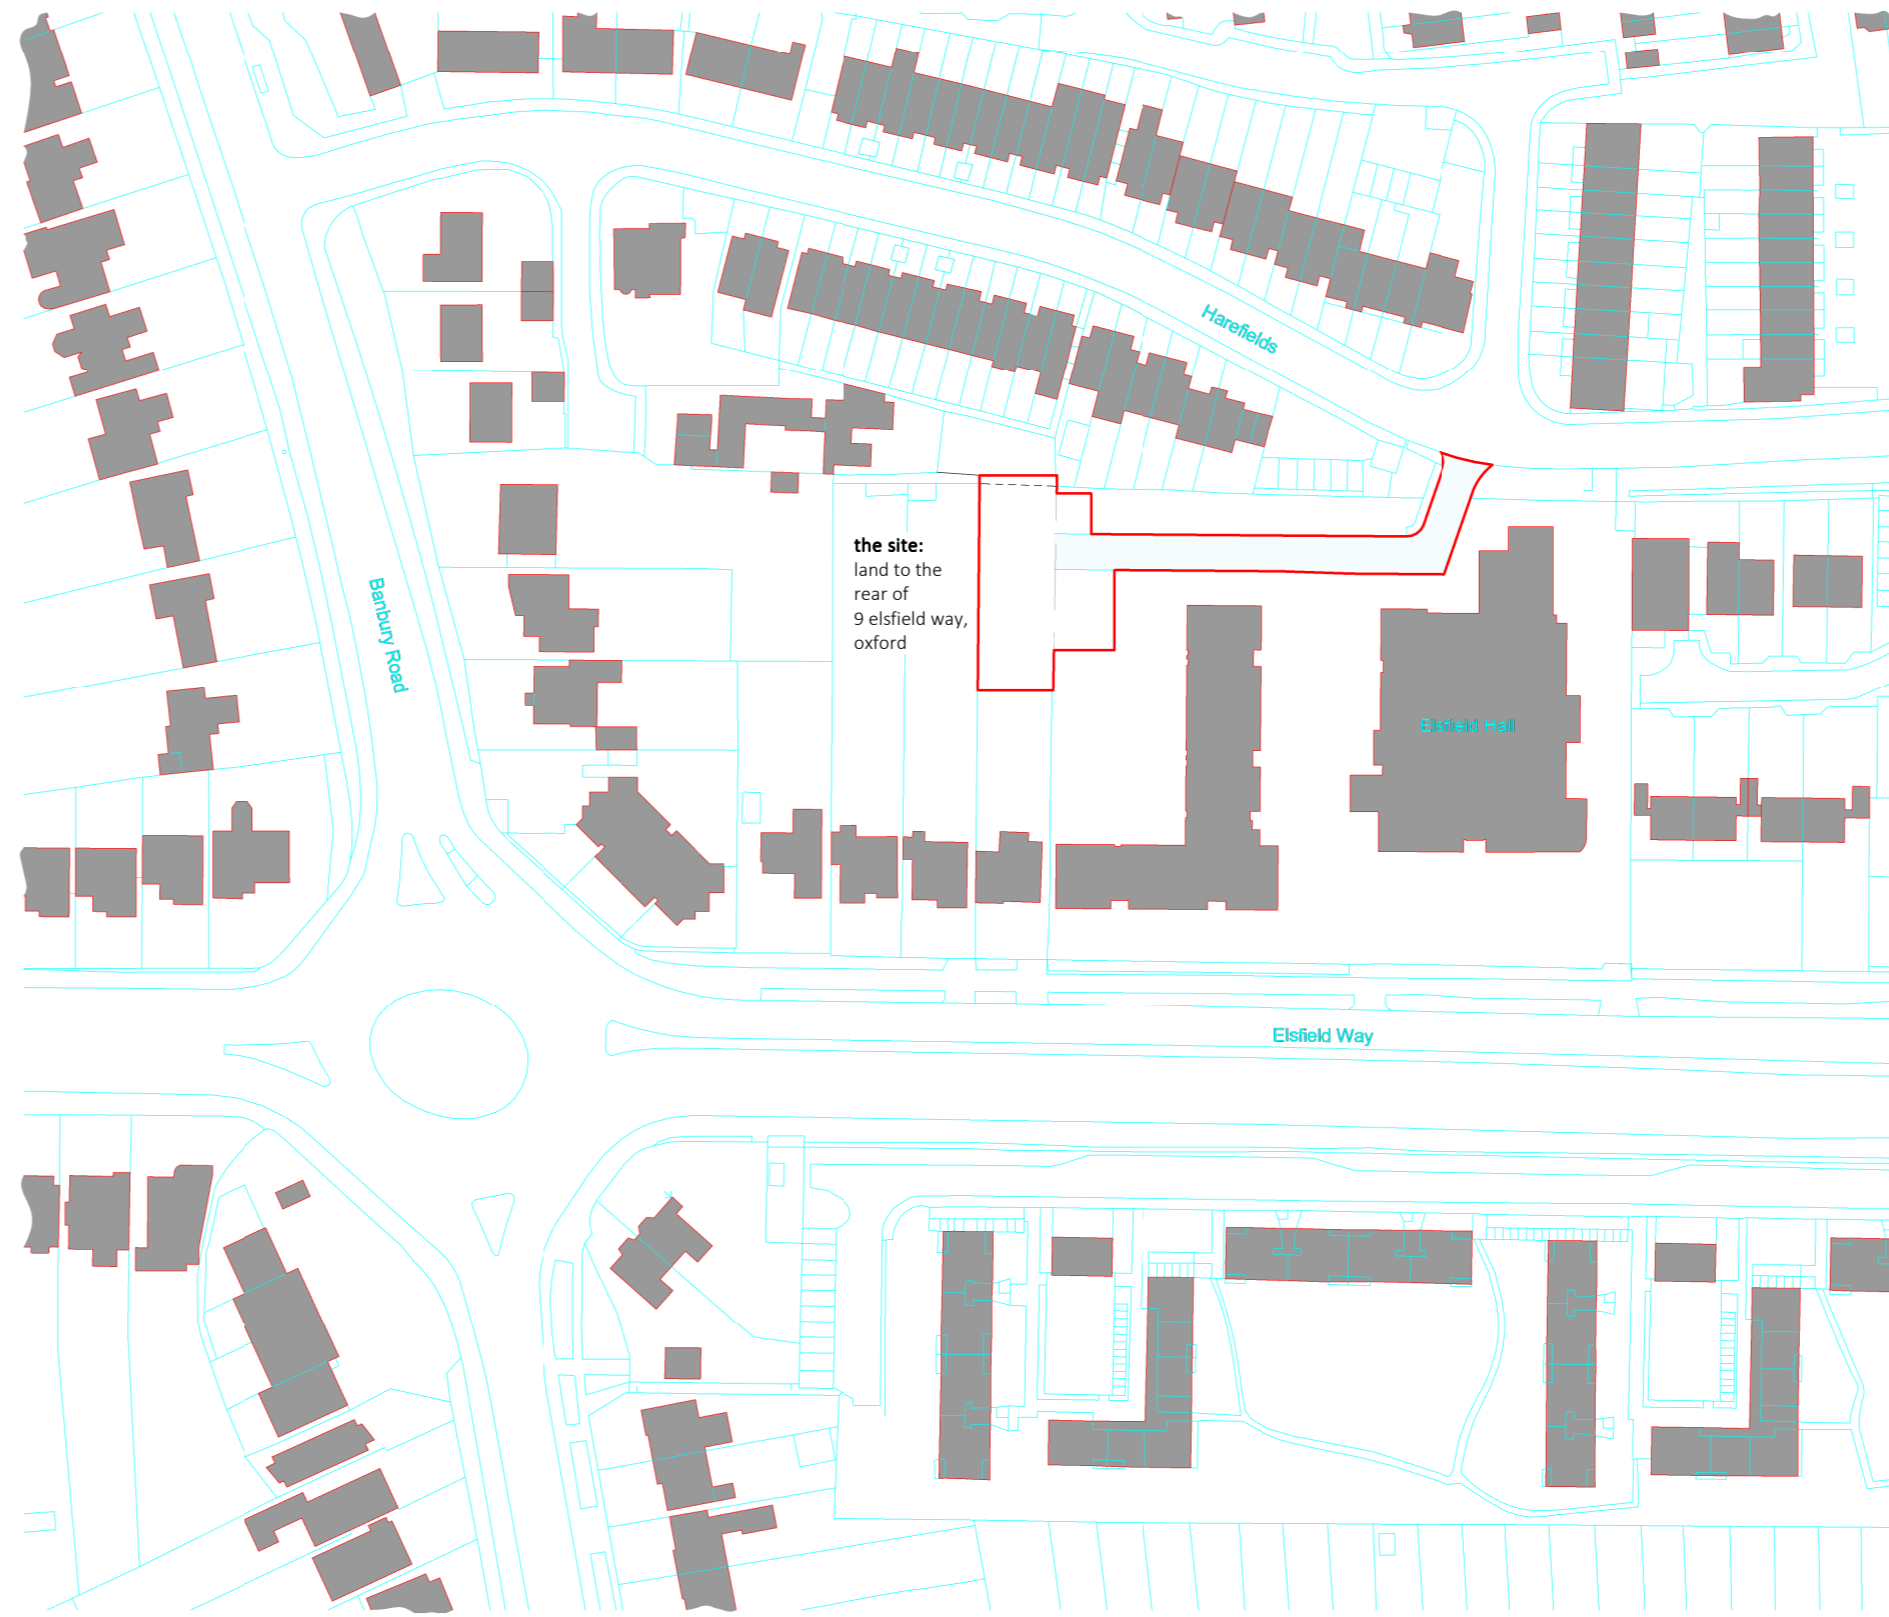 Harefields
the site:
land to the
rear of
9 elsfield way,
oxford
Banbury Road
Elsfield Hall
Elsfield Way